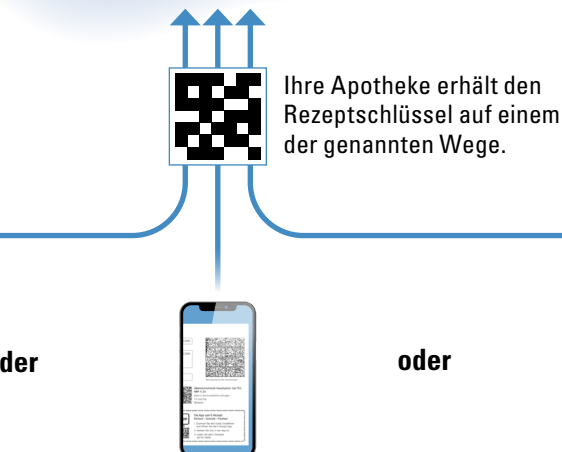 Ihre Apotheke erhält den
Rezeptschlüssel auf einem
der genannten Wege.
der
oder